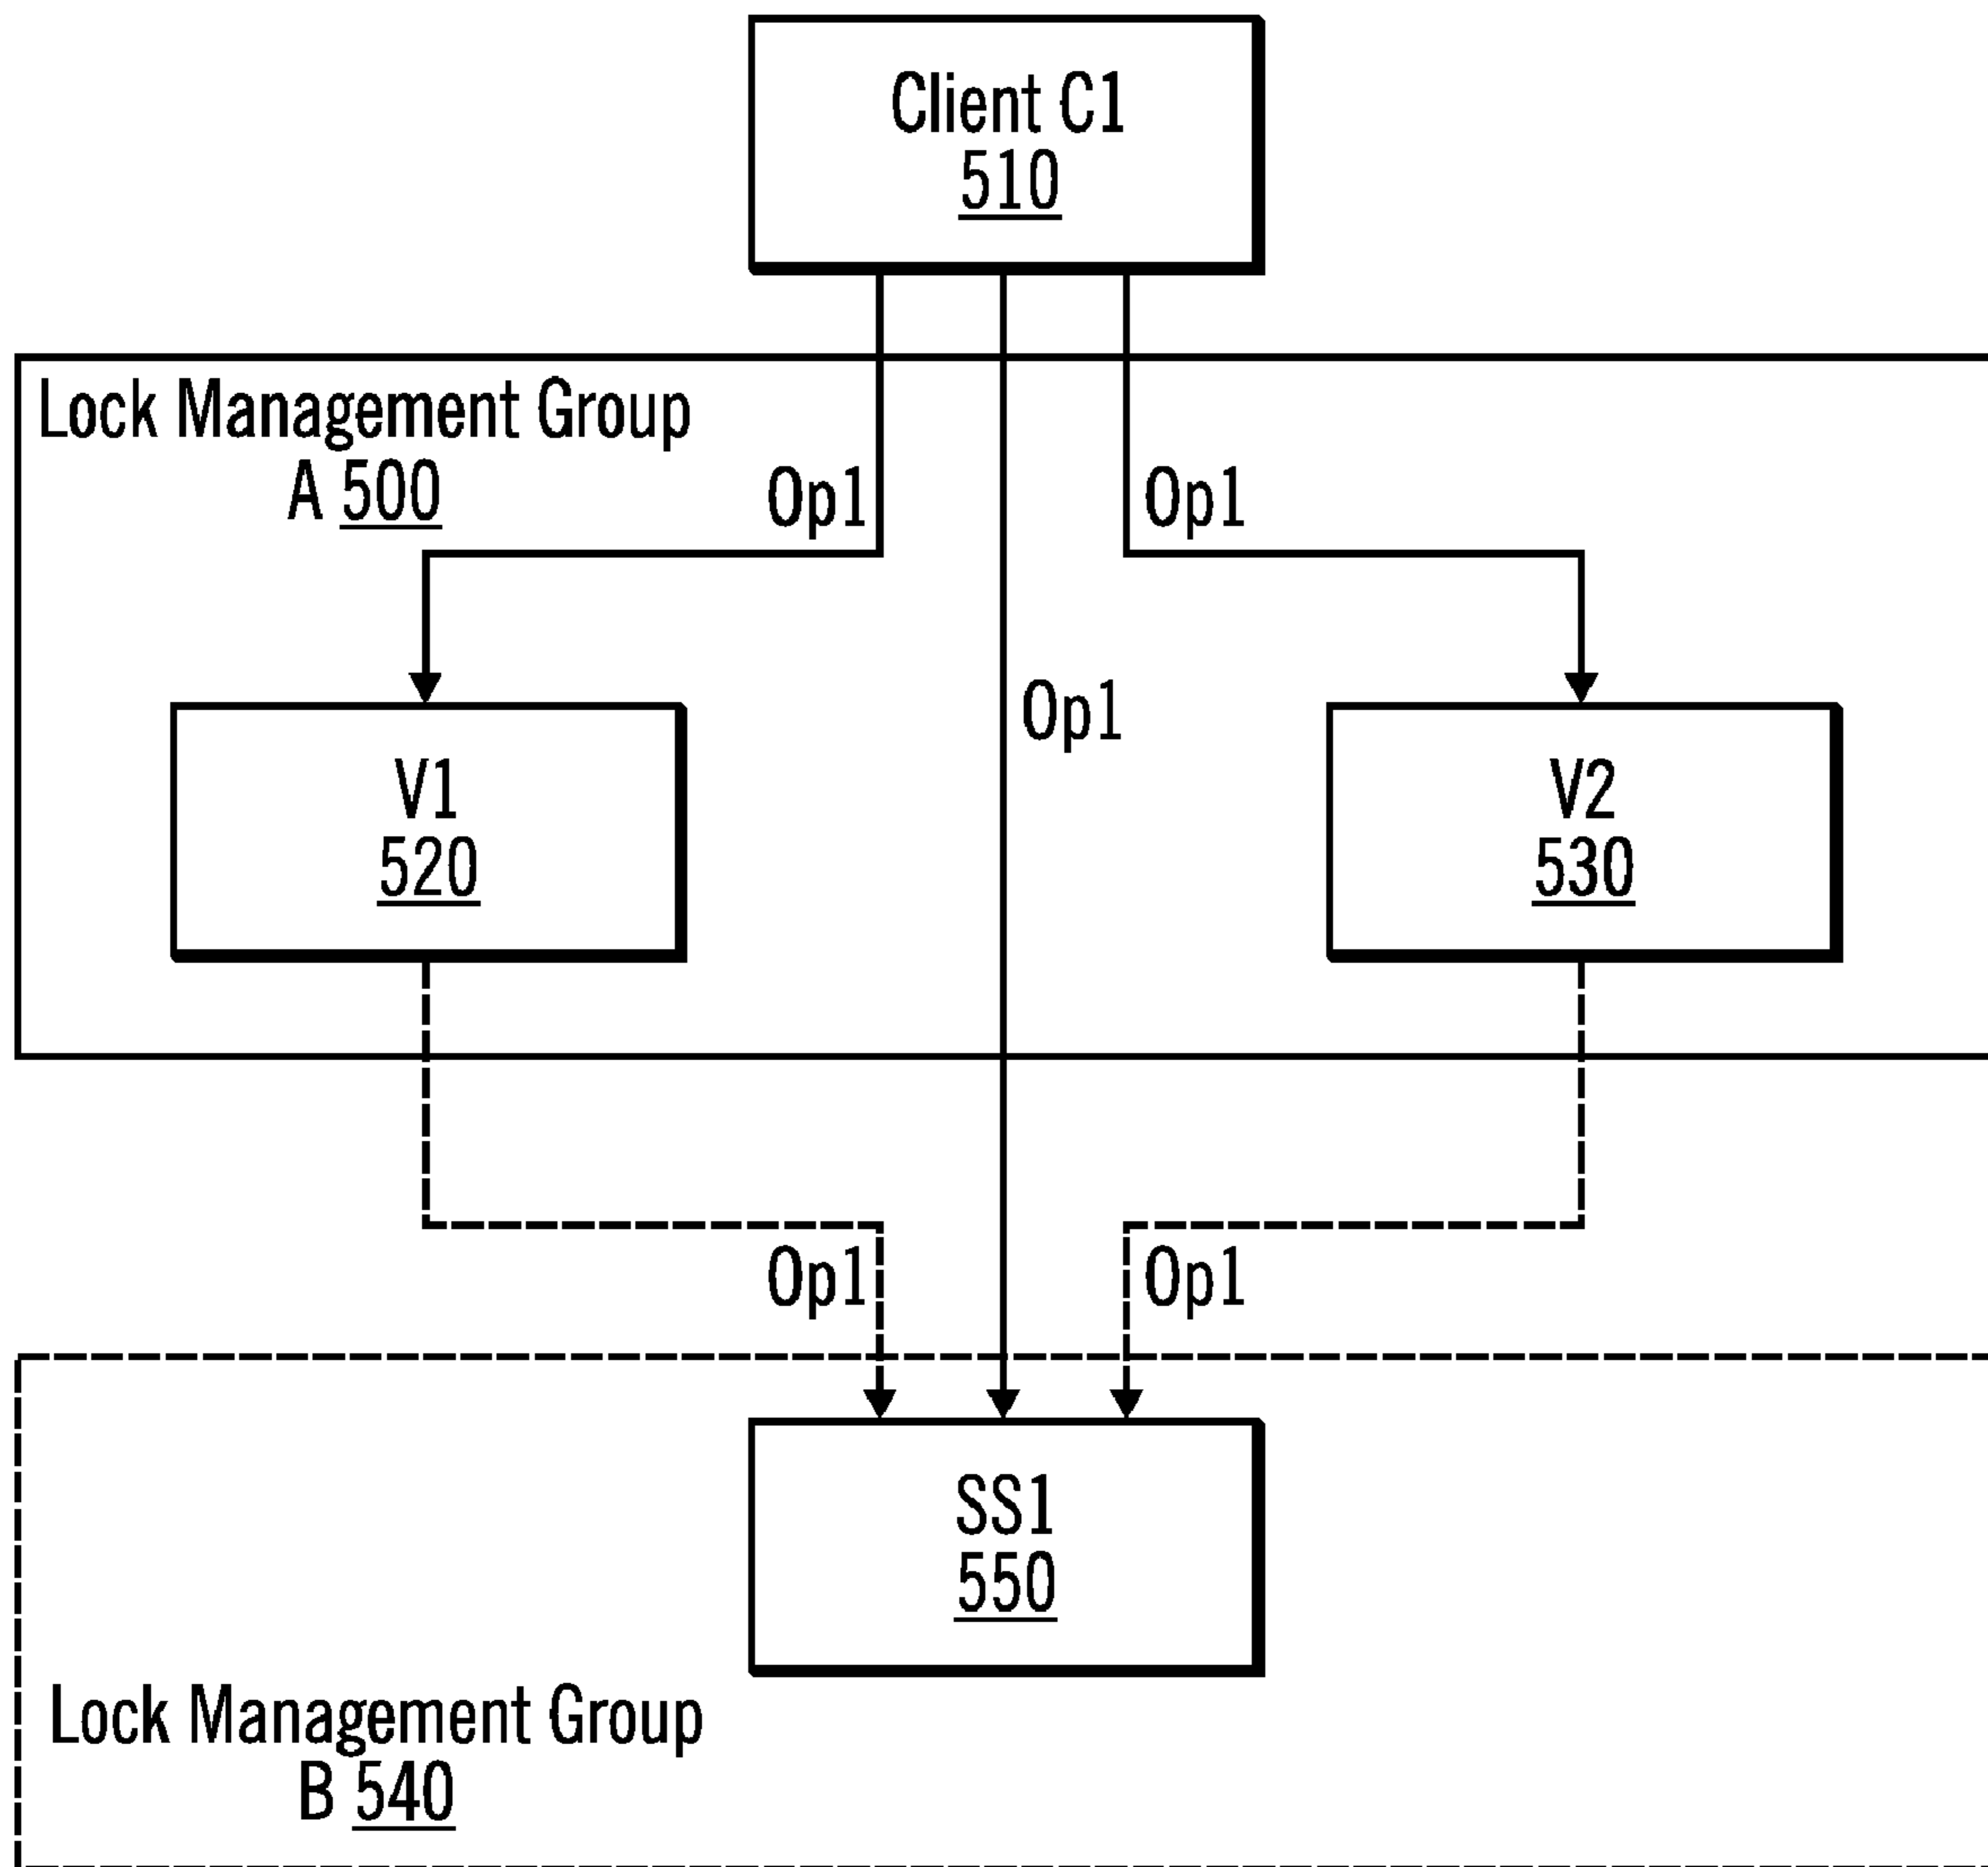 Client C1
510
Lock Management Group
A 500
Op1
Op1
Op1
V1
520
V2
530
Op1
Op1
SS1
550
Lock Management Group
B 540